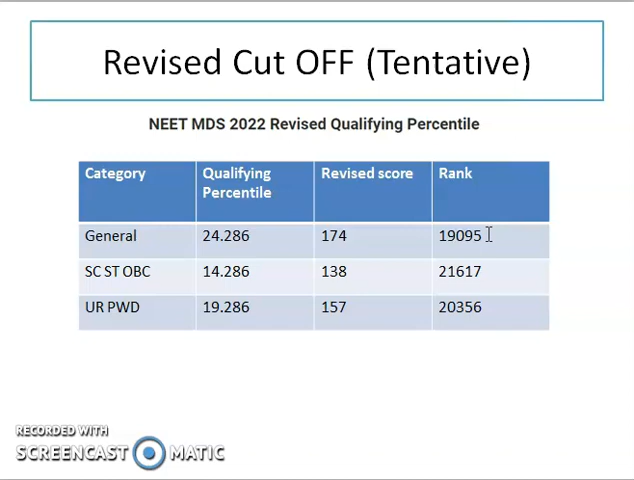 Revised Cut OFF (Tentative)
NEET MDS 2022 Revised Qualifying Percentile
Category Qualifying Percentile Revised score Rank
General 24.286 174 19095
SC ST OBC 14.286 138 21617
UR PWD 19.286 157 20356
RECORDED WITH
SCREENCAST MATIC